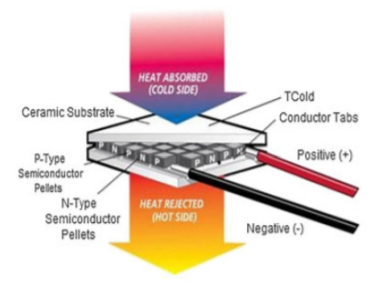 HEAT ABSORBED
(COLD SIDE)
Ceramic Substrate
TCold
Conductor Tabs
Positive (+)
P-Type
Semiconductor
Pellets
N-Type
Semiconductor
Pellets
P
N
P
N
P
N
P
HEAT REJECTED
(HOT SIDE)
Negative (-)